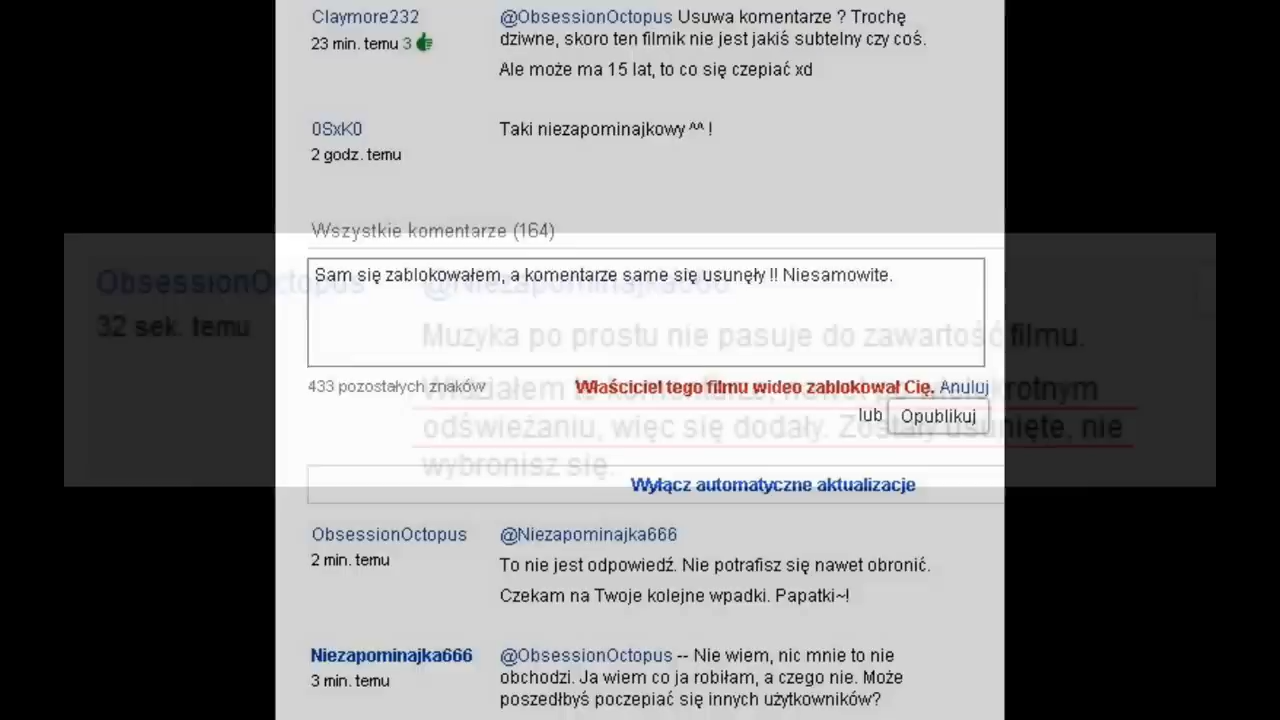 Claymore232
@ObsessionOctopus Usuwa komentarze ? Trochę
23 min. temu 3
dziwne, skoro ten filmik nie jest jakiś subtelny czy coś.
Ale może ma 15 lat, to co się czepiać xd
0SxK0
Taki niezapominajkowy ^^ !
2 godz. temu
Wszystkie komentarze (164)
Sam się zablokowałem, a komentarze same się usunęły !! Niesamowite.
ObsessionOctopus
@Niezapominajka666
32 sek. temu
Muzyka po prostu nie pasuje do zawartość filmu.
433 pozostałych znaków
Właściciel tego filmu wideo zablokował Cię. Anuluj
lub Opublikuj
odświeżaniu, więc się dodały. Zostały usunięte, nie
wybronisz się.
Wyłącz automatyczne aktualizacje
ObsessionOctopus
@Niezapominajka666
2 min. temu
To nie jest odpowiedź. Nie potrafisz się nawet obronić.
Czekam na Twoje kolejne wpadki. Papatki~!
Niezapominajka666
@ObsessionOctopus -- Nie wiem, nic mnie to nie
3 min. temu
obchodzi. Ja wiem co ja robiłam, a czego nie. Może
poszedłbyś poczepiać się innych użytkowników?